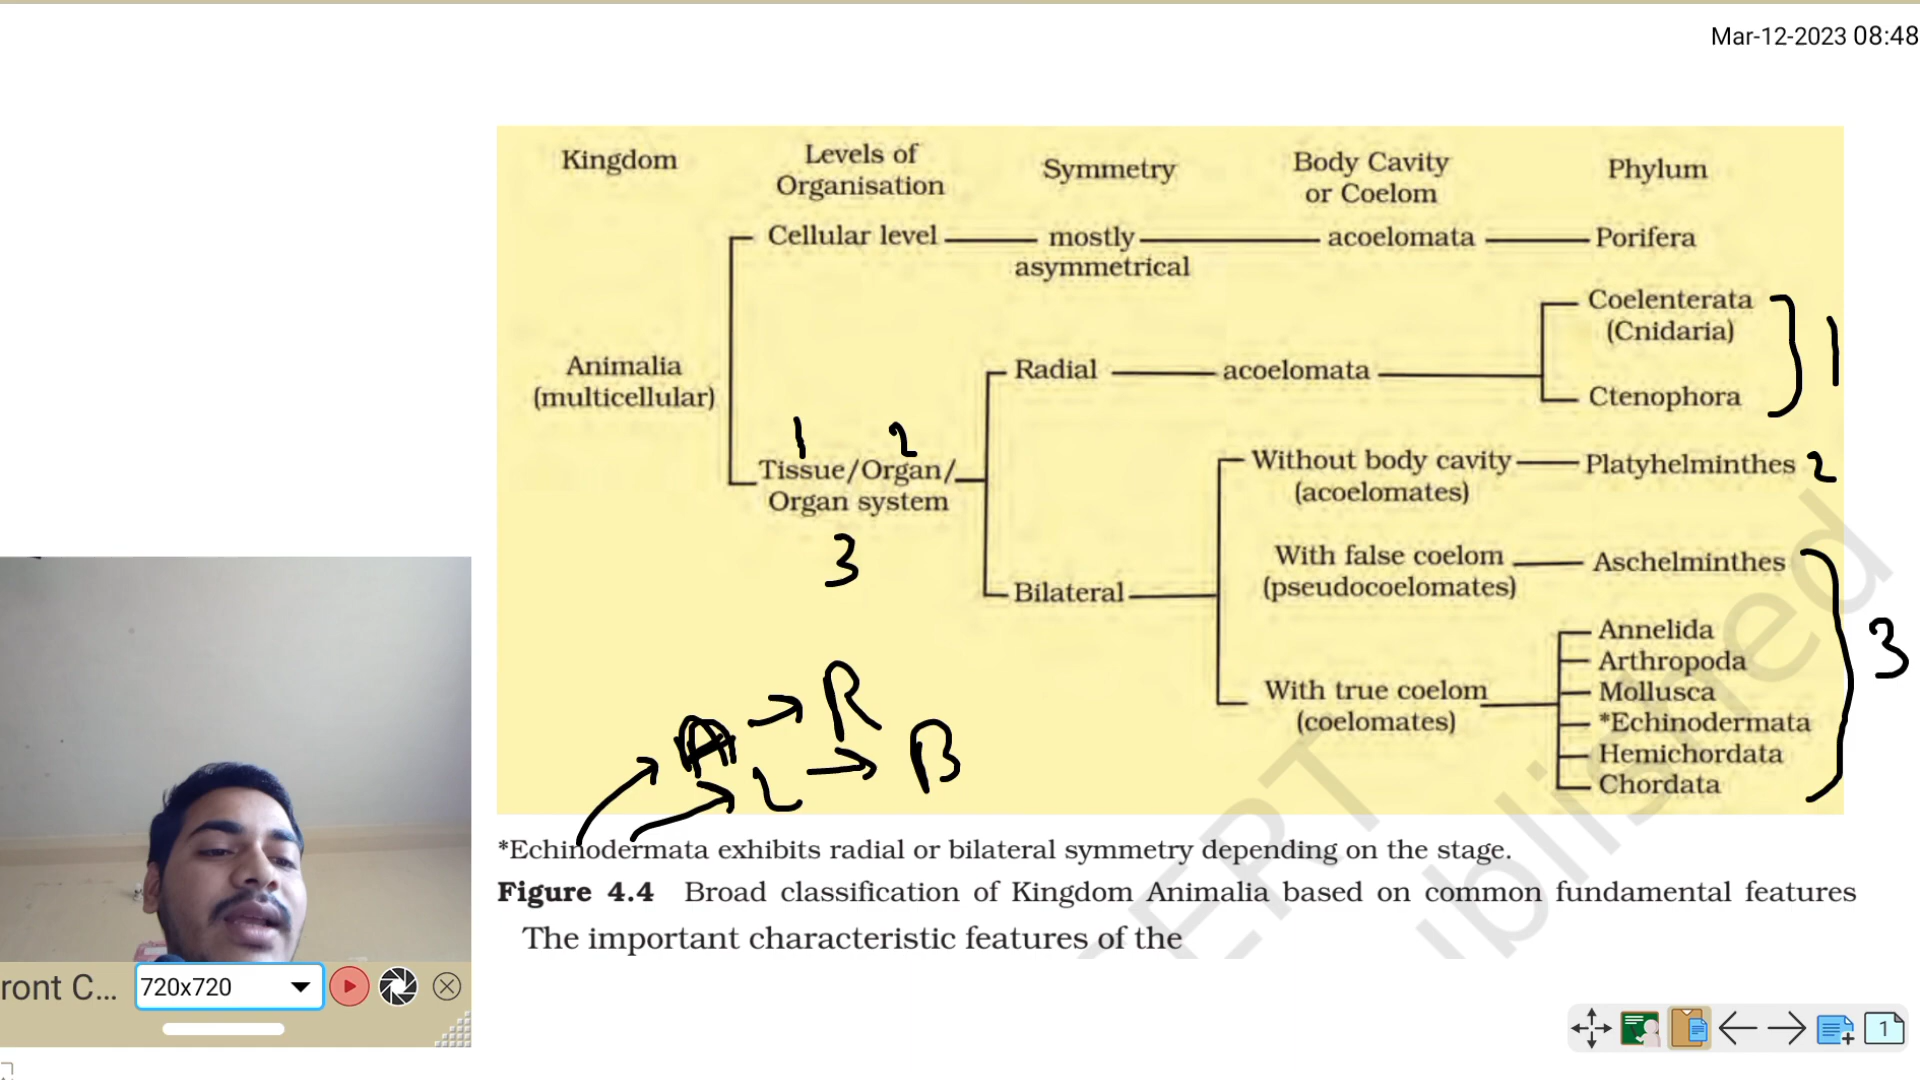 Mar-12-2023 08:48
Kingdom
Levels of
Organisation
Symmetry
Body Cavity
or Coelom
Phylum
Cellular level
mostly
asymmetrical
acoelomata
Porifera
Animalia
(multicellular)
1 2
Tissue/Organ/
Organ system
3
Radial
acoelomata
Coelenterata
(Cnidaria)
Ctenophora
1
Bilateral
Without body cavity
(acoelomates)
Platyhelminthes 2
With false coelom
(pseudocoelomates)
Aschelminthes
With true coelom
(coelomates)
Annelida
Arthropoda
Mollusca
*Echinodermata
Hemichordata
Chordata
3
A → R
L → B
*Echinodermata exhibits radial or bilateral symmetry depending on the stage.
Figure 4.4 Broad classification of Kingdom Animalia based on common fundamental features
The important characteristic features of the
ront C...
720x720
1